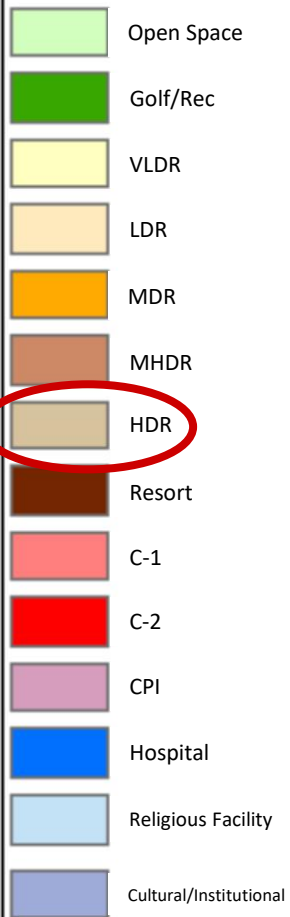 Open Space
Golf/Rec
VLDR
LDR
MDR
MHDR
HDR
Resort
C-1
C-2
CPI
Hospital
Religious Facility
Cultural/Institutional